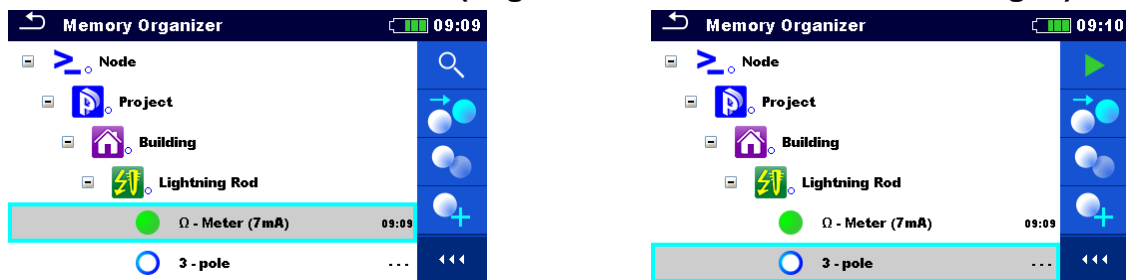 Memory Organizer 09:09
Node
Project
Building
Lightning Rod
Ω - Meter (7mA) 09:09
3 - pole ---
Memory Organizer 09:10
Node
Project
Building
Lightning Rod
Ω - Meter (7mA) 09:09
3 - pole ---